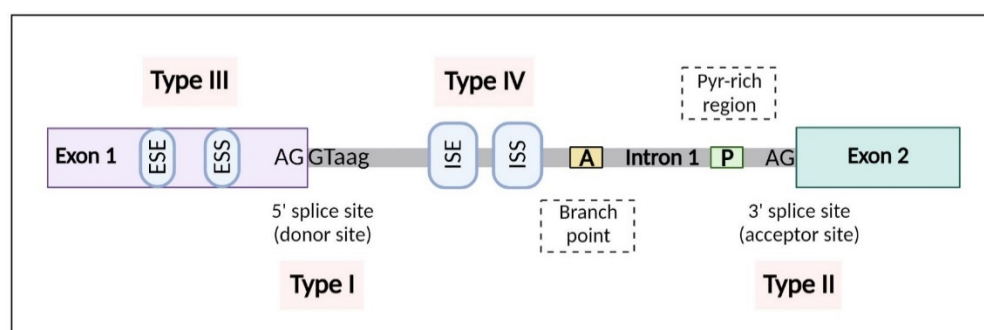 Type III
Type IV
Pyr-rich
region
Exon 1
ESE
ESS
AG GTaag
ISE
ISS
A
Intron 1
P
AG
Exon 2
5' splice site
(donor site)
Branch
point
3' splice site
(acceptor site)
Type I
Type II